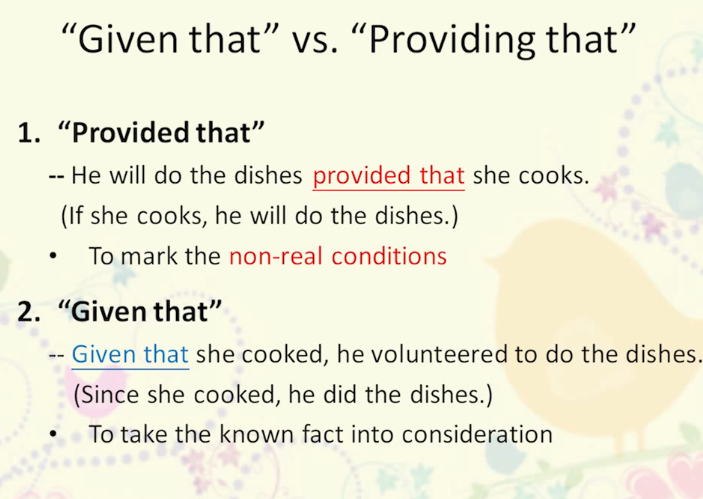 “Given that” vs. “Providing that”
1. “Provided that”
-- He will do the dishes provided that she cooks.
(If she cooks, he will do the dishes.)
• To mark the non-real conditions
2. “Given that”
-- Given that she cooked, he volunteered to do the dishes.
(Since she cooked, he did the dishes.)
• To take the known fact into consideration